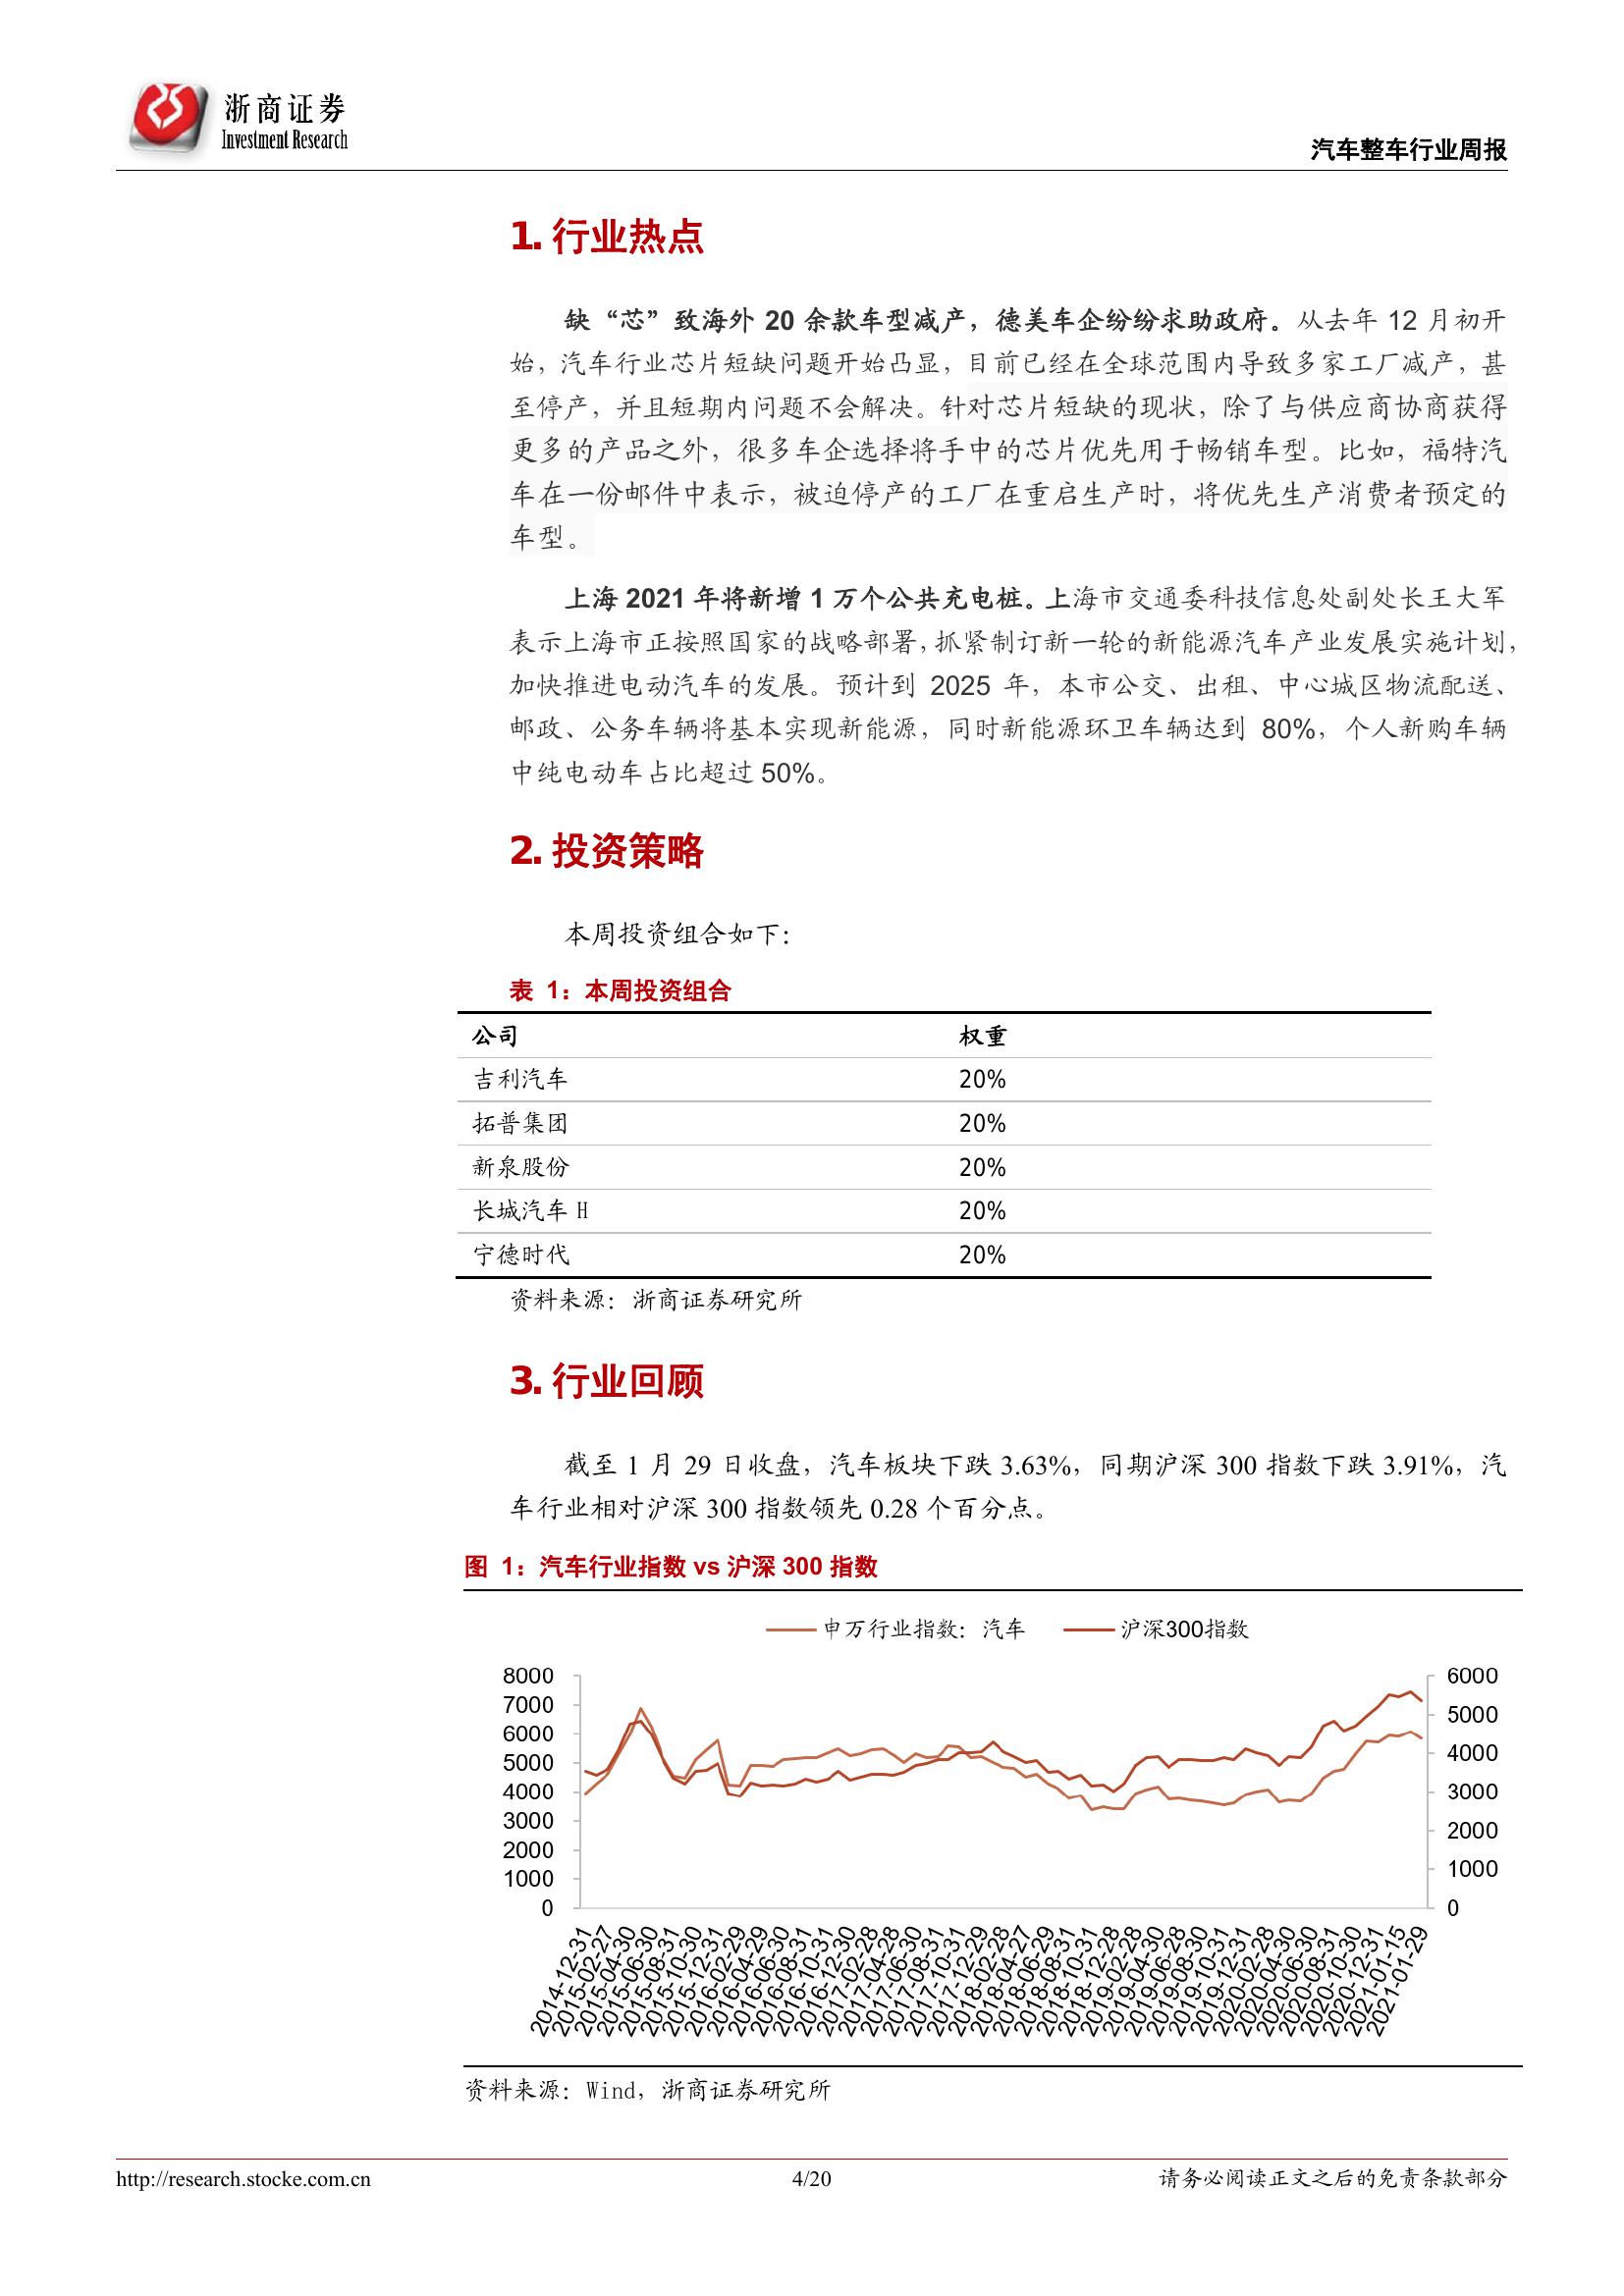 浙商证券
Investment Research
汽车整车行业周报
1. 行业热点
缺“芯”致海外 20 余款车型减产，德美车企纷纷求助政府。从去年 12 月初开
始，汽车行业芯片短缺问题开始凸显，目前已经在全球范围内导致多家工厂减产，甚
至停产，并且短期内问题不会解决。针对芯片短缺的现状，除了与供应商协商获得
更多的产品之外，很多车企选择将手中的芯片优先用于畅销车型。比如，福特汽
车在一份邮件中表示，被迫停产的工厂在重启生产时，将优先生产消费者预定的
车型。
上海 2021 年将新增 1 万个公共充电桩。上海市交通委科技信息处副处长王大军
表示上海市正按照国家的战略部署，抓紧制订新一轮的新能源汽车产业发展实施计划，
加快推进电动汽车的发展。预计到 2025 年，本市公交、出租、中心城区物流配送、
邮政、公务车辆将基本实现新能源，同时新能源环卫车辆达到 80%，个人新购车辆
中纯电动车占比超过 50%。
2. 投资策略
本周投资组合如下：
表 1：本周投资组合
公司 权重
吉利汽车 20%
拓普集团 20%
新泉股份 20%
长城汽车 H 20%
宁德时代 20%
资料来源：浙商证券研究所
3. 行业回顾
截至 1 月 29 日收盘，汽车板块下跌 3.63%，同期沪深 300 指数下跌 3.91%，汽
车行业相对沪深 300 指数领先 0.28 个百分点。
图 1：汽车行业指数 vs 沪深 300 指数
申万行业指数：汽车 沪深300指数
8000 6000
7000 5000
6000 4000
5000 3000
4000 2000
3000 1000
2000 0
1000
0
2014-12-31
2015-02-27
2015-04-30
2015-06-30
2015-08-31
2015-10-30
2015-12-31
2016-02-29
2016-04-29
2016-06-30
2016-08-31
2016-10-31
2016-12-30
2017-02-28
2017-04-28
2017-06-30
2017-08-31
2017-10-31
2017-12-29
2018-02-28
2018-04-27
2018-06-29
2018-08-31
2018-10-31
2018-12-28
2019-02-28
2019-04-30
2019-06-28
2019-08-30
2019-10-31
2019-12-31
2020-02-28
2020-04-30
2020-06-30
2020-08-31
2020-10-30
2020-12-31
2021-01-15
2021-01-29
资料来源：Wind，浙商证券研究所
http://research.stocke.com.cn 4/20 请务必阅读正文之后的免责条款部分